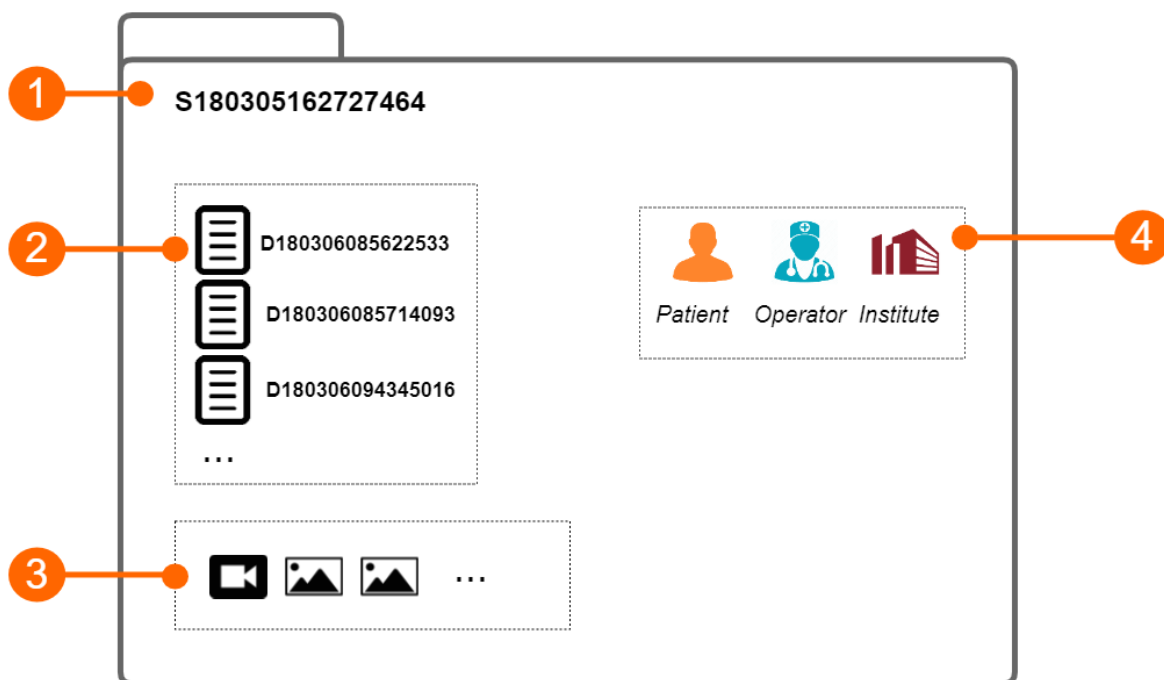 1
S180305162727464
2
D180306085622533
D180306085714093
D180306094345016
...
3
...
4
Patient Operator Institute